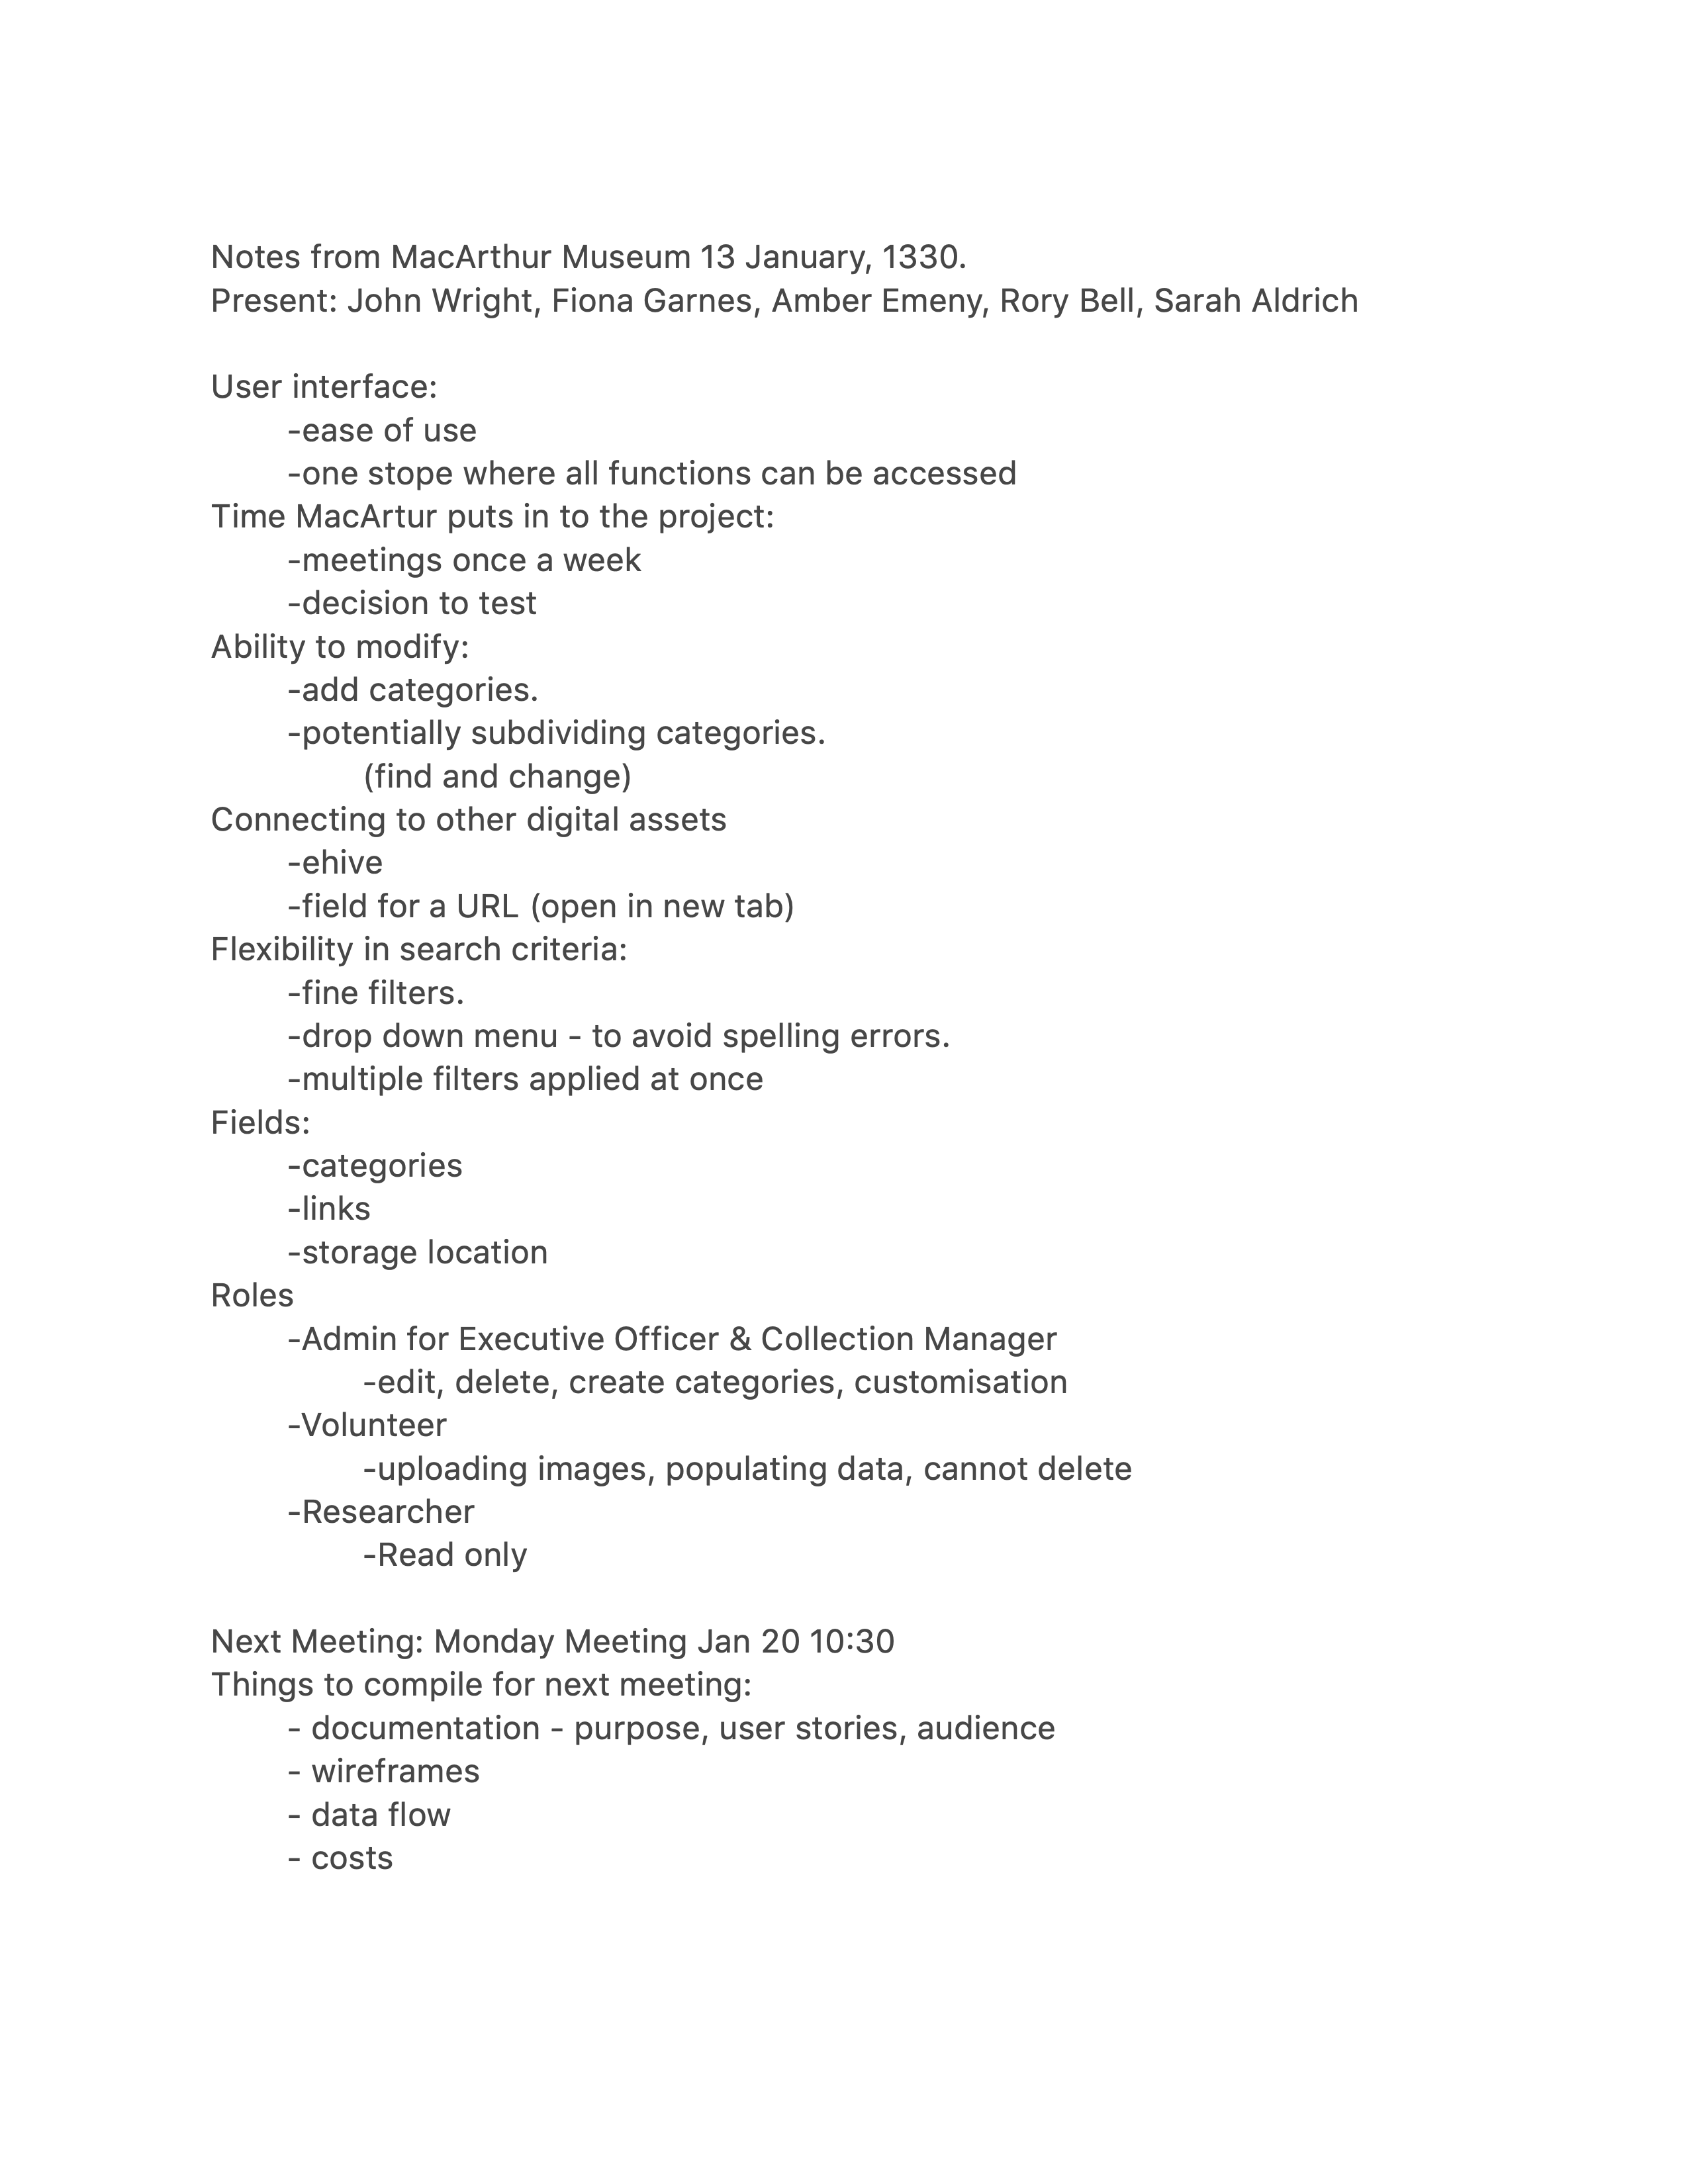 Notes from MacArthur Museum 13 January, 1330.
Present: John Wright, Fiona Garnes, Amber Emeny, Rory Bell, Sarah Aldrich
User interface:
-ease of use
-one stope where all functions can be accessed
Time MacArtur puts in to the project:
-meetings once a week
-decision to test
Ability to modify:
-add categories.
-potentially subdividing categories.
(find and change)
Connecting to other digital assets
-ehive
-field for a URL (open in new tab)
Flexibility in search criteria:
-fine filters.
-drop down menu - to avoid spelling errors.
-multiple filters applied at once
Fields:
-categories
-links
-storage location
Roles
-Admin for Executive Officer & Collection Manager
-edit, delete, create categories, customisation
-Volunteer
-uploading images, populating data, cannot delete
-Researcher
-Read only
Next Meeting: Monday Meeting Jan 20 10:30
Things to compile for next meeting:
- documentation - purpose, user stories, audience
- wireframes
- data flow
- costs